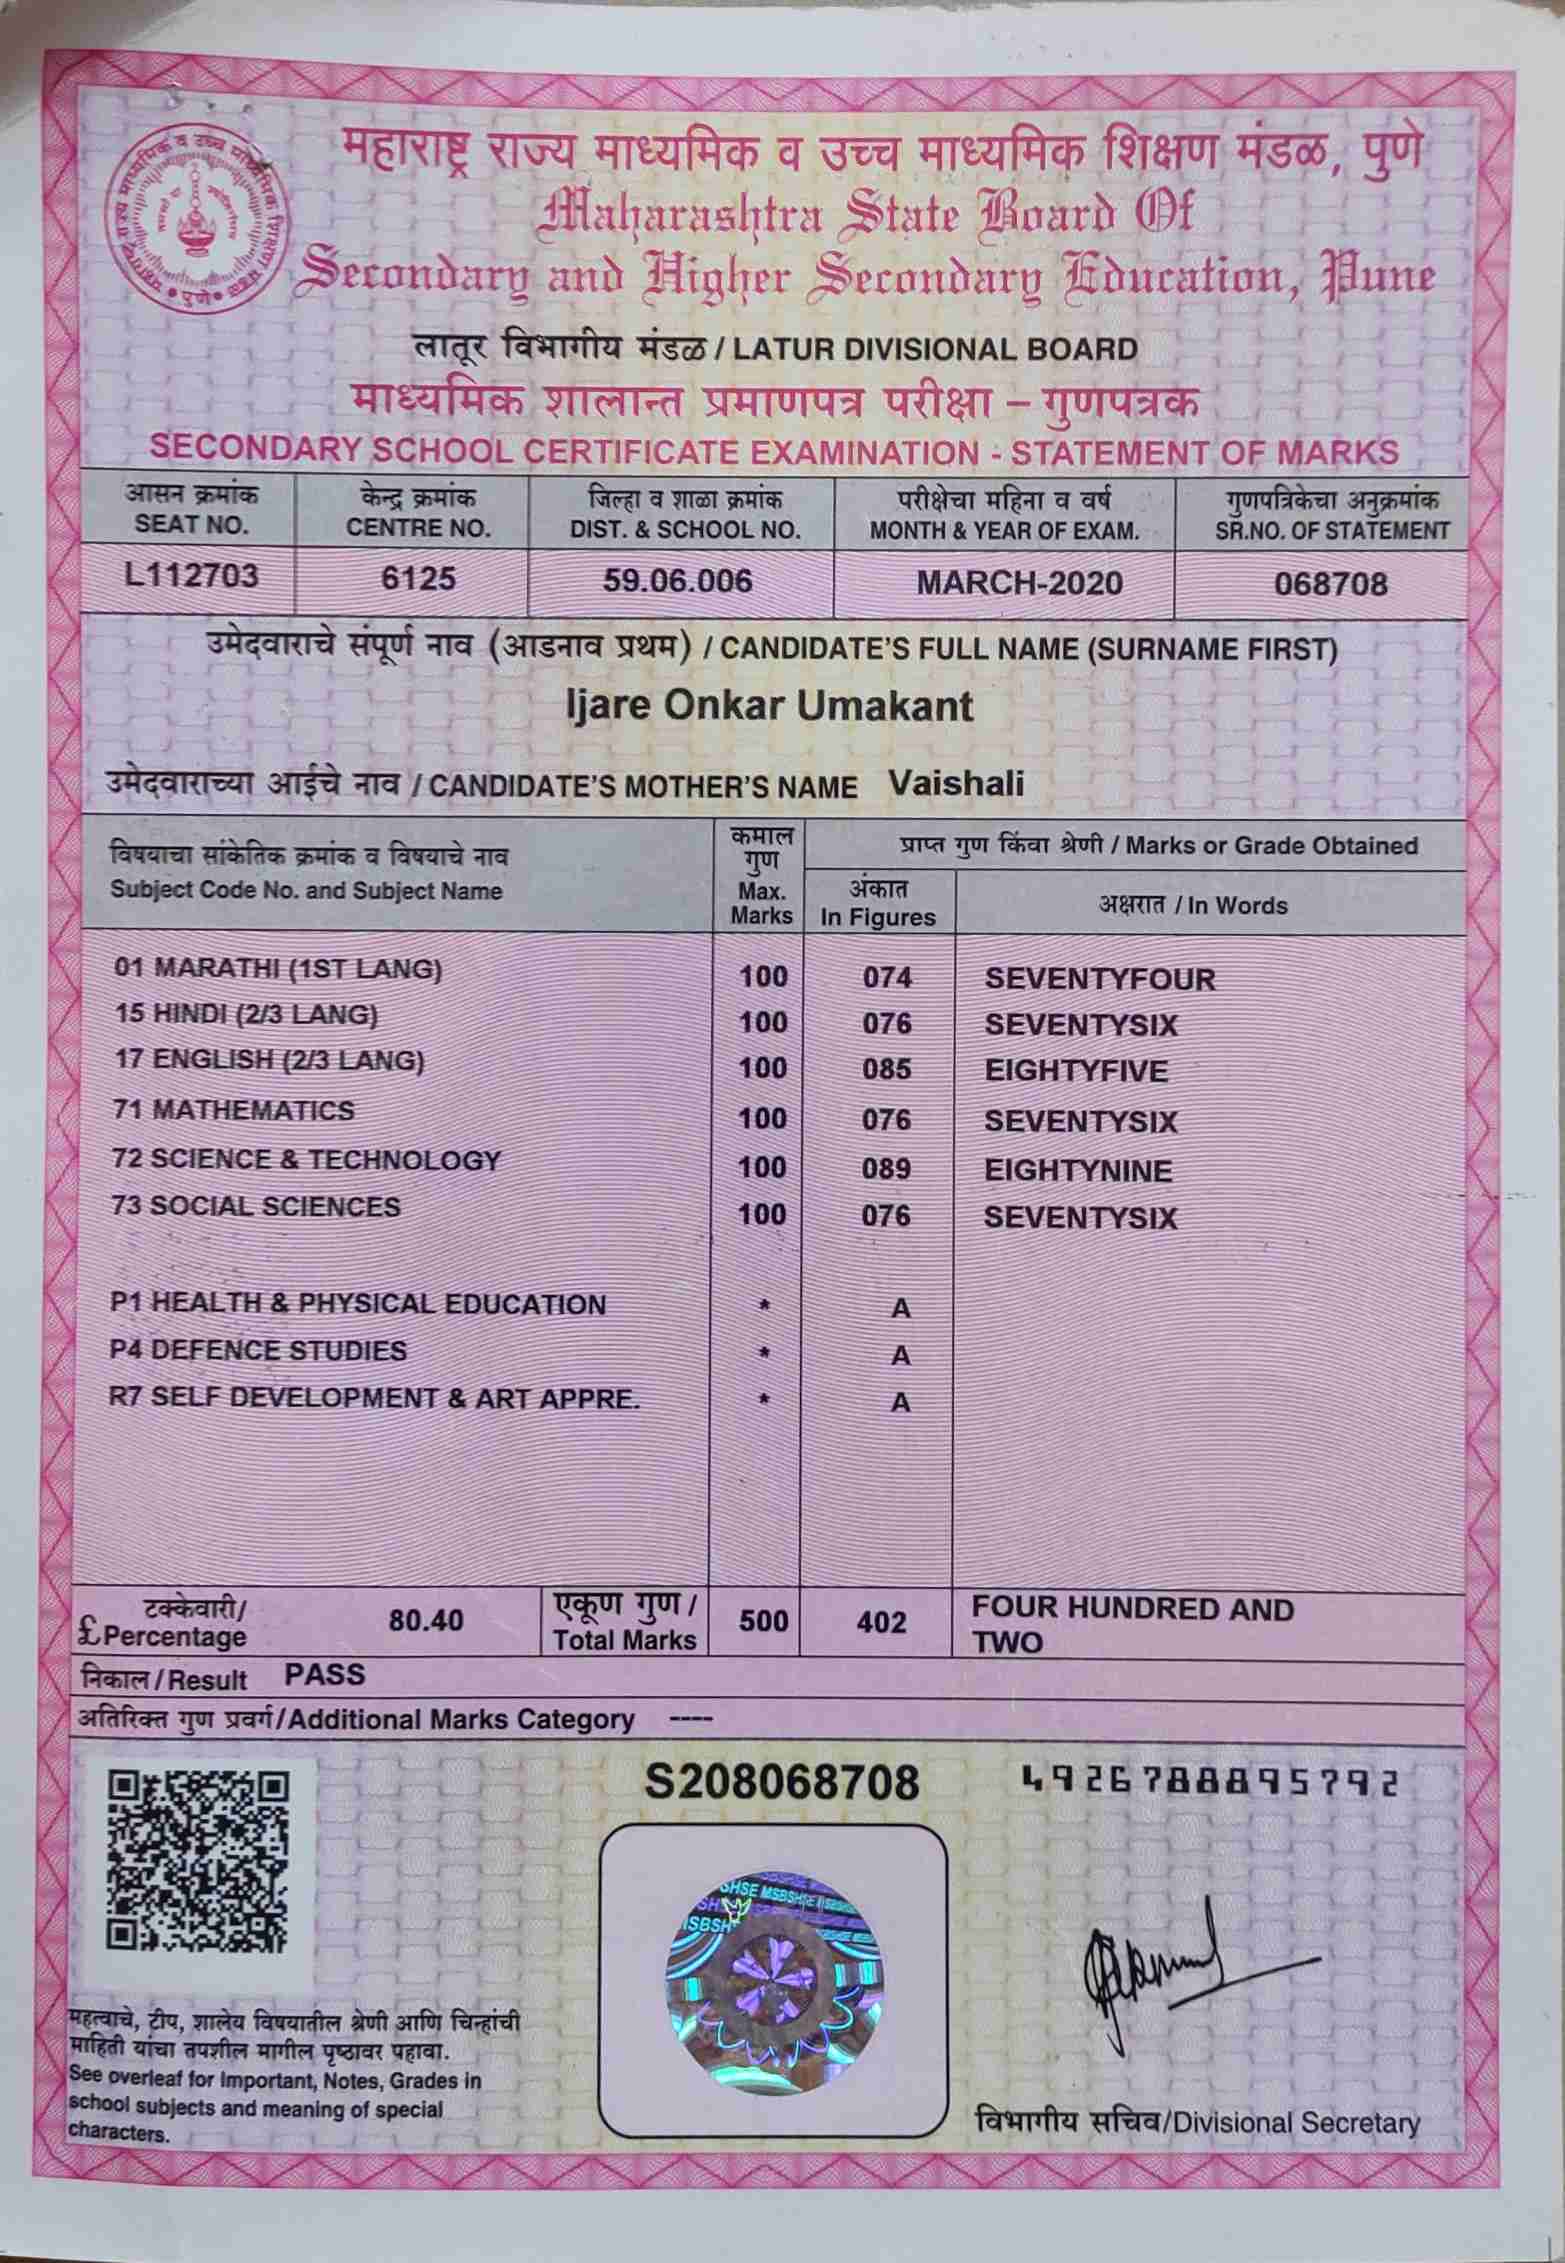 महाराष्ट्र राज्य माध्यमिक व उच्च माध्यमिक शिक्षण मंडळ, पुणे
Maharashtra State Board Of
Secondary and Higher Secondary Education, Pune
लातूर विभागीय मंडळ / LATUR DIVISIONAL BOARD
माध्यमिक शालान्त प्रमाणपत्र परीक्षा – गुणपत्रक
SECONDARY SCHOOL CERTIFICATE EXAMINATION - STATEMENT OF MARKS
आसन क्रमांक केन्द्र क्रमांक जिल्हा व शाळा क्रमांक परीक्षेचा महिना व वर्ष गुणपत्रिकेचा अनुक्रमांक
SEAT NO. CENTRE NO. DIST. & SCHOOL NO. MONTH & YEAR OF EXAM. SR.NO. OF STATEMENT
L112703 6125 59.06.006 MARCH-2020 068708
उमेदवाराचे संपूर्ण नाव (आडनाव प्रथम) / CANDIDATE'S FULL NAME (SURNAME FIRST)
Ijare Onkar Umakant
उमेदवाराच्या आईचे नाव / CANDIDATE'S MOTHER'S NAME Vaishali
विषयाचा सांकेतिक क्रमांक व विषयाचे नाव
Subject Code No. and Subject Name
कमाल
गुण
Max.
Marks
प्राप्त गुण किंवा श्रेणी / Marks or Grade Obtained
अंकात
In Figures
अक्षरात / In Words
01 MARATHI (1ST LANG) 100 074 SEVENTYFOUR
15 HINDI (2/3 LANG) 100 076 SEVENTYSIX
17 ENGLISH (2/3 LANG) 100 085 EIGHTYFIVE
71 MATHEMATICS 100 076 SEVENTYSIX
72 SCIENCE & TECHNOLOGY 100 089 EIGHTYNINE
73 SOCIAL SCIENCES 100 076 SEVENTYSIX
P1 HEALTH & PHYSICAL EDUCATION * A
P4 DEFENCE STUDIES * A
R7 SELF DEVELOPMENT & ART APPRE. * A
टक्केवारी/
£ Percentage
80.40
एकूण गुण /
Total Marks
500 402
FOUR HUNDRED AND
TWO
निकाल / Result PASS
अतिरिक्त गुण प्रवर्ग/Additional Marks Category ----
S208068708
4926788895792
महत्वाचे, टीप, शालेय विषयातील श्रेणी आणि चिन्हांची
माहिती यांचा तपशील मागील पृष्ठावर पहावा.
See overleaf for Important, Notes, Grades in
school subjects and meaning of special
characters.
विभागीय सचिव/Divisional Secretary